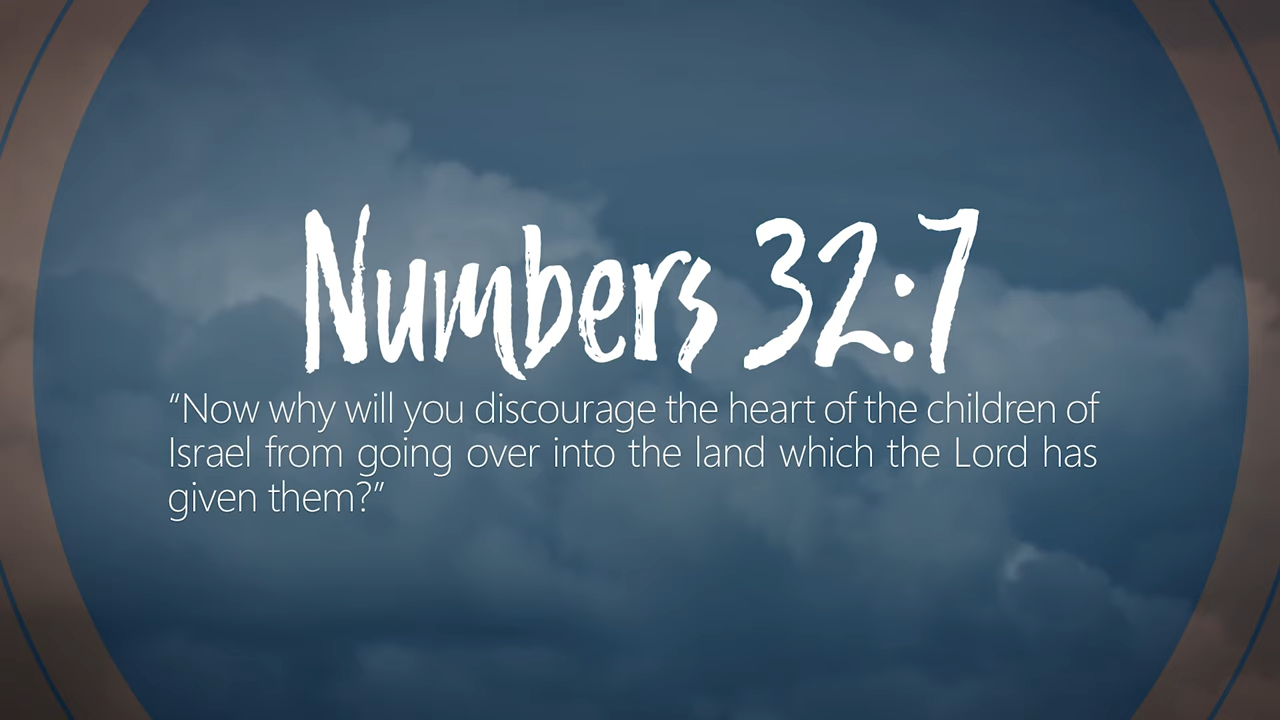 Numbers 32:7
“Now why will you discourage the heart of the children of
Israel from going over into the land which the Lord has
given them?”